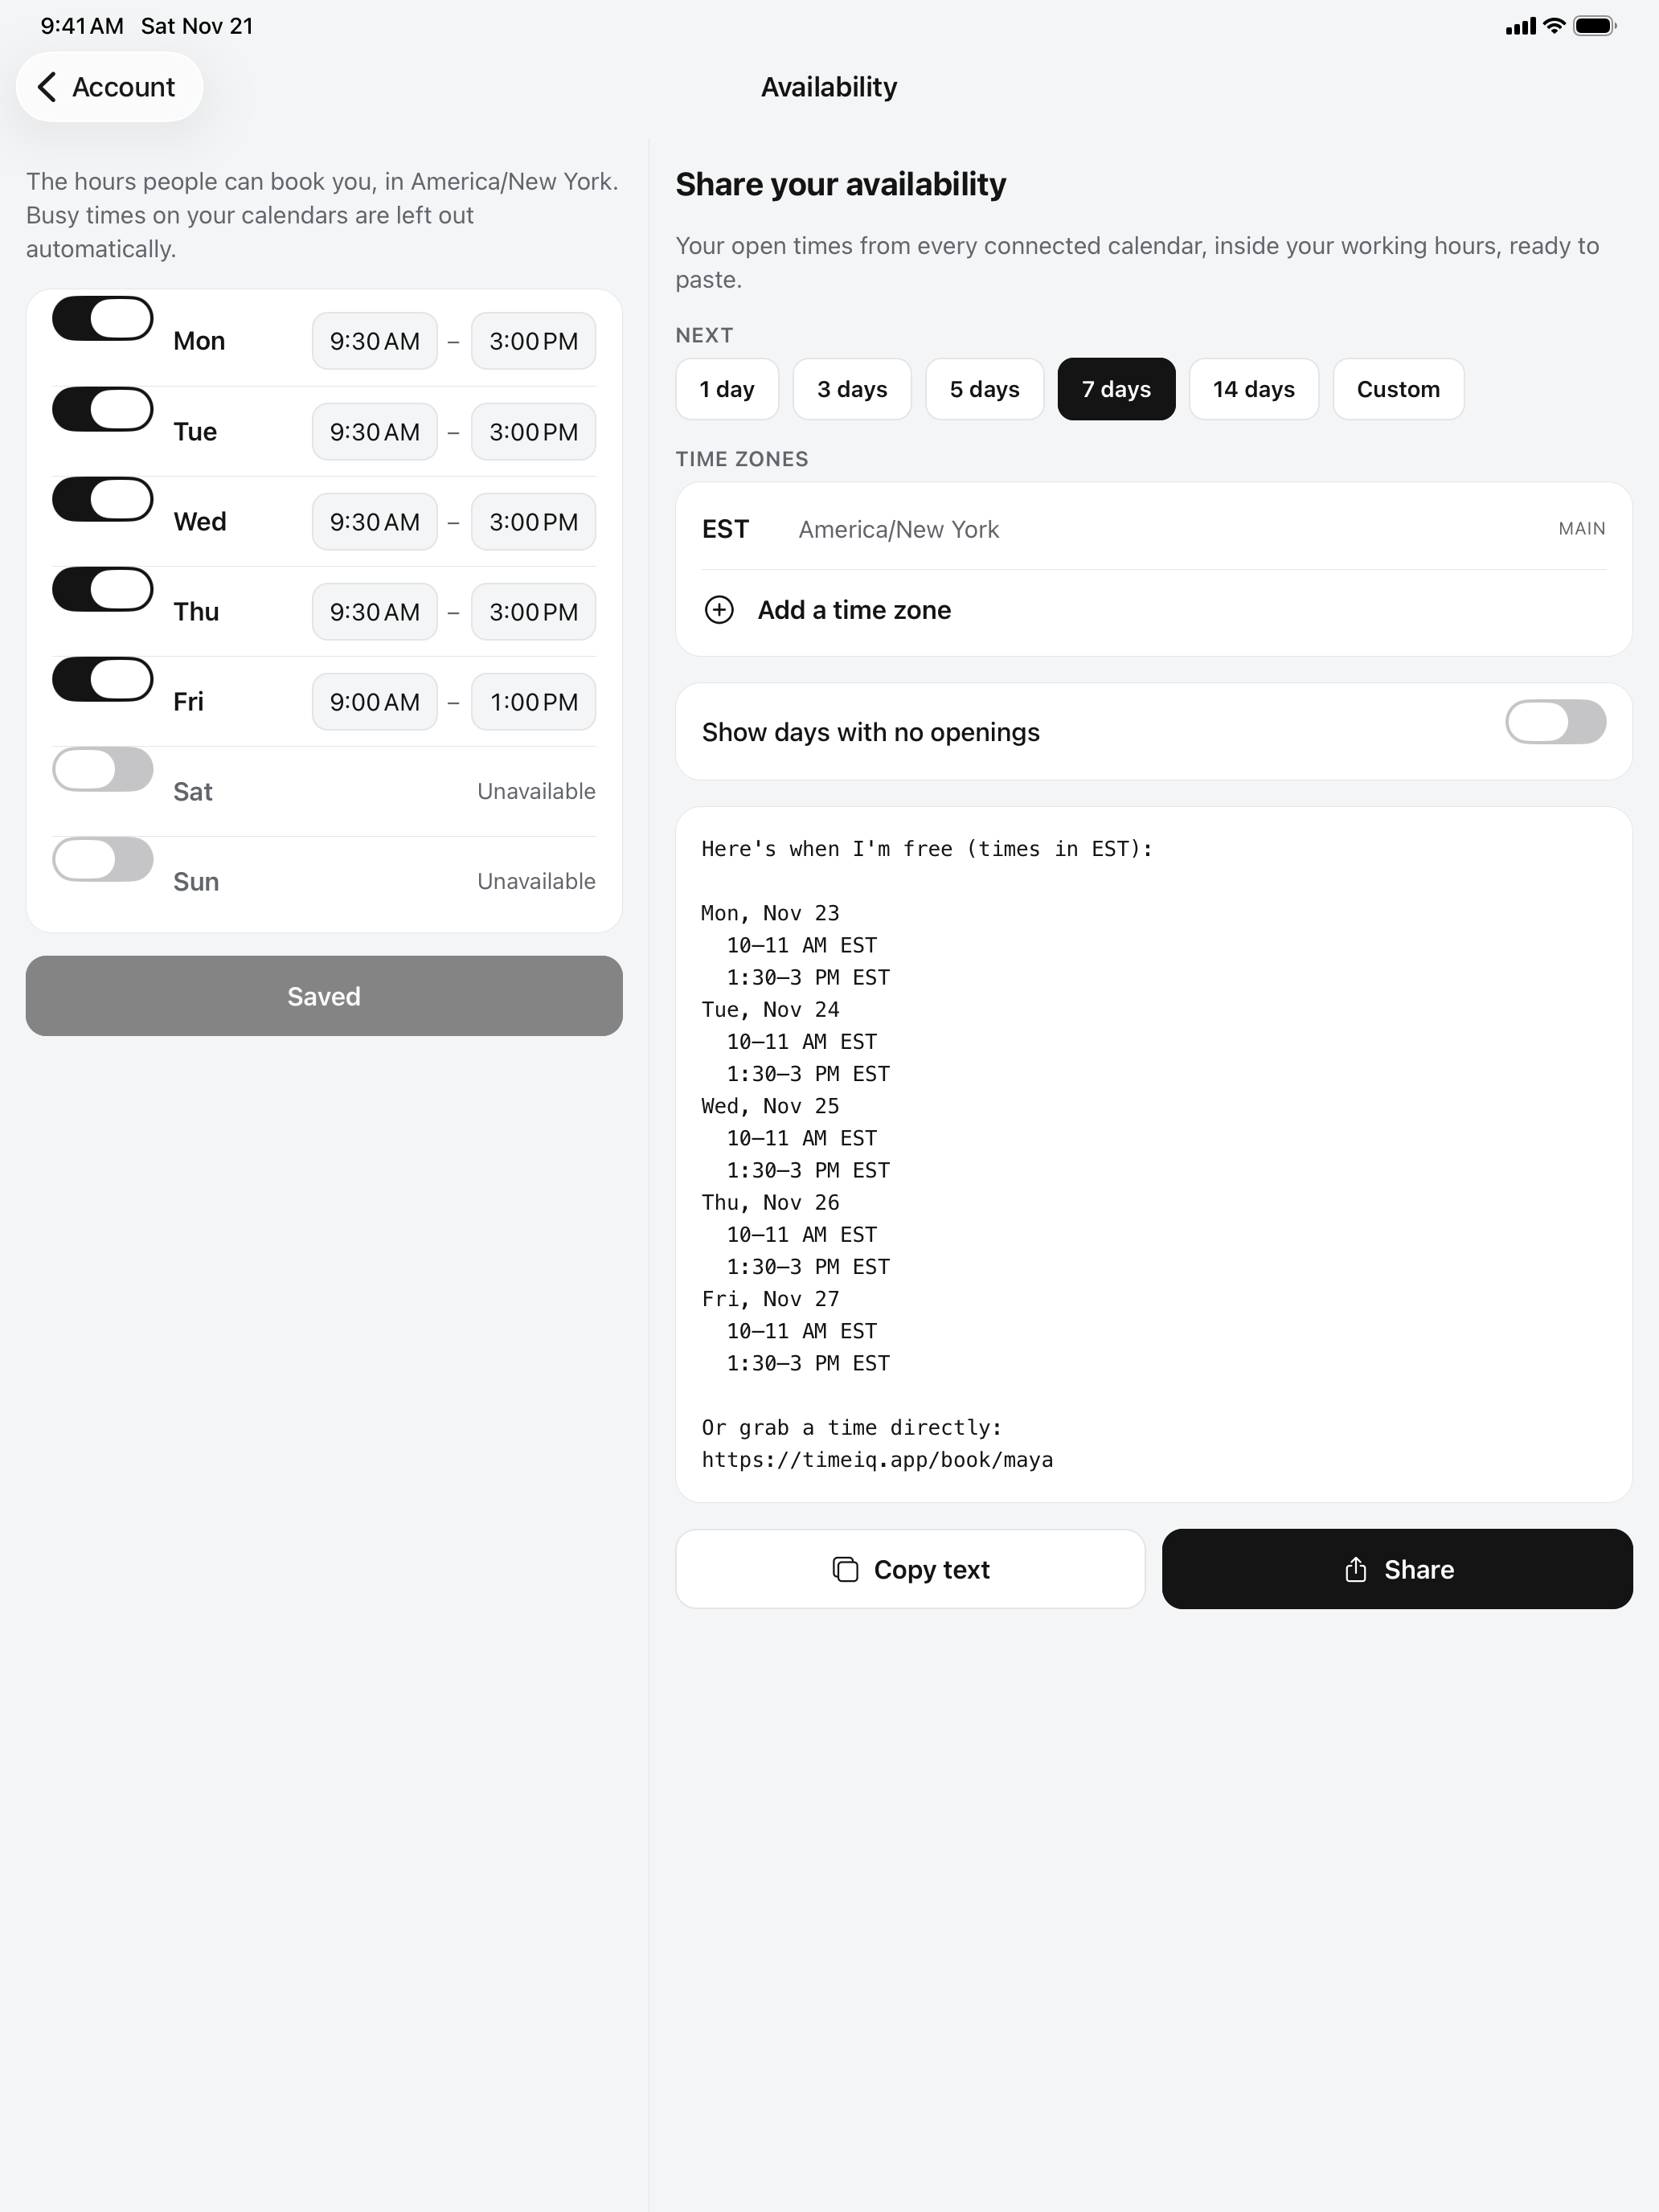 9:41 AM Sat Nov 21
Account
Availability
The hours people can book you, in America/New York.
Busy times on your calendars are left out
automatically.
Mon 9:30 AM – 3:00 PM
Tue 9:30 AM – 3:00 PM
Wed 9:30 AM – 3:00 PM
Thu 9:30 AM – 3:00 PM
Fri 9:00 AM – 1:00 PM
Sat Unavailable
Sun Unavailable
Saved
Share your availability
Your open times from every connected calendar, inside your working hours, ready to
paste.
NEXT
1 day 3 days 5 days 7 days 14 days Custom
TIME ZONES
EST America/New York MAIN
Add a time zone
Show days with no openings
Here's when I'm free (times in EST):
Mon, Nov 23
10–11 AM EST
1:30–3 PM EST
Tue, Nov 24
10–11 AM EST
1:30–3 PM EST
Wed, Nov 25
10–11 AM EST
1:30–3 PM EST
Thu, Nov 26
10–11 AM EST
1:30–3 PM EST
Fri, Nov 27
10–11 AM EST
1:30–3 PM EST
Or grab a time directly:
https://timeiq.app/book/maya
Copy text
Share